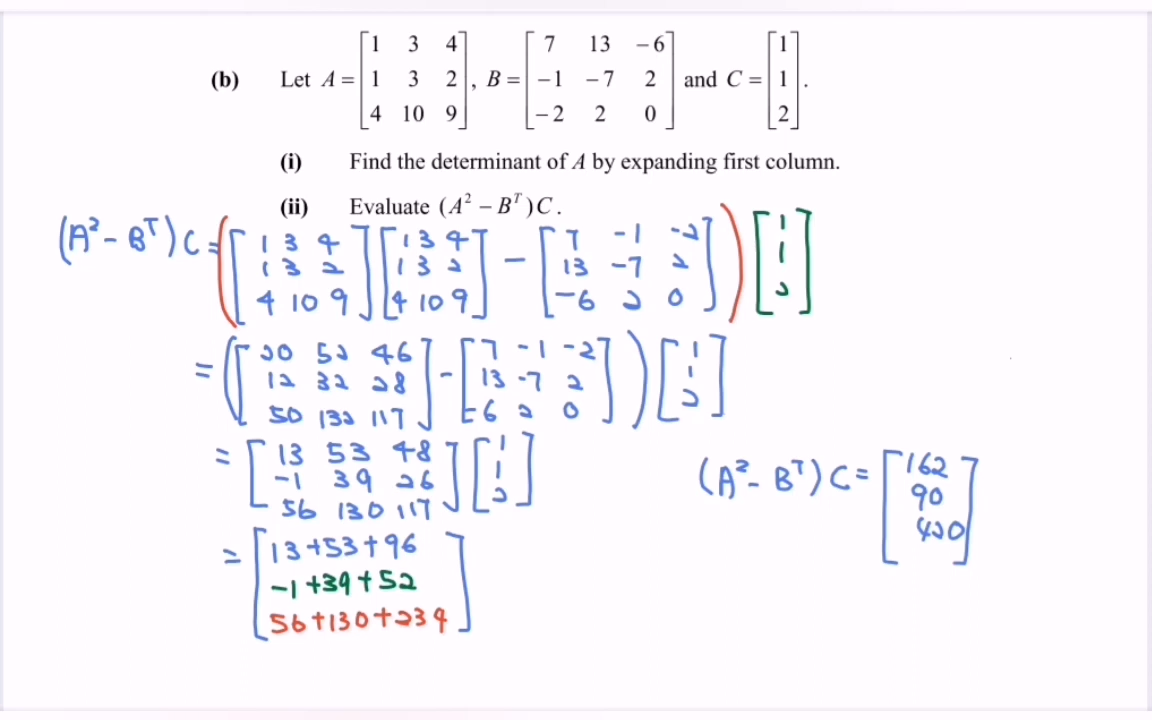 (b) Let A = [1 3 4; 1 3 2; 4 10 9], B = [7 13 -6; -1 -7 2; -2 2 0] and C = [1; 1; 2].
(i) Find the determinant of A by expanding first column.
(ii) Evaluate (A² − Bᵀ)C.
(A² − Bᵀ)C = ([1 3 4; 1 3 2; 4 10 9][1 3 4; 1 3 2; 4 10 9] − [7 -1 -2; 13 -7 2; -6 2 0])[1; 1; 2]
= ([20 52 46; 12 32 28; 50 132 117] − [7 -1 -2; 13 -7 2; -6 2 0])[1; 1; 2]
= [13 53 48; -1 39 26; 56 130 117][1; 1; 2]
= [13+53+96; -1+39+52; 56+130+234]
(A² − Bᵀ)C = [162; 90; 420]